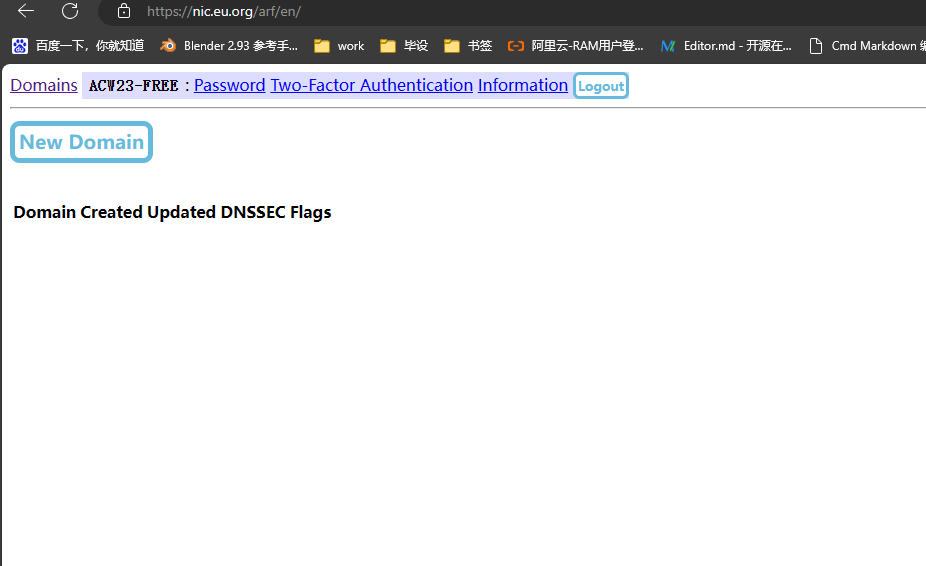 https://nic.eu.org/arf/en/
百度一下，你就知道 Blender 2.93 参考手... work 毕设 书签 阿里云-RAM用户登... Editor.md - 开源在... Cmd Markdown
Domains ACW23-FREE : Password Two-Factor Authentication Information Logout
New Domain
Domain Created Updated DNSSEC Flags